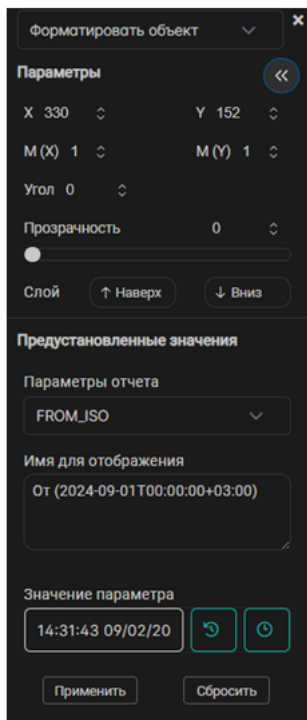 Форматировать объект
Параметры
X 330 Y 152
M (X) 1 M (Y) 1
Угол 0
Прозрачность 0
Слой ↑ Наверх ↓ Вниз
Предустановленные значения
Параметры отчета
FROM_ISO
Имя для отображения
От (2024-09-01T00:00:00+03:00)
Значение параметра
14:31:43 09/02/20
Применить Сбросить